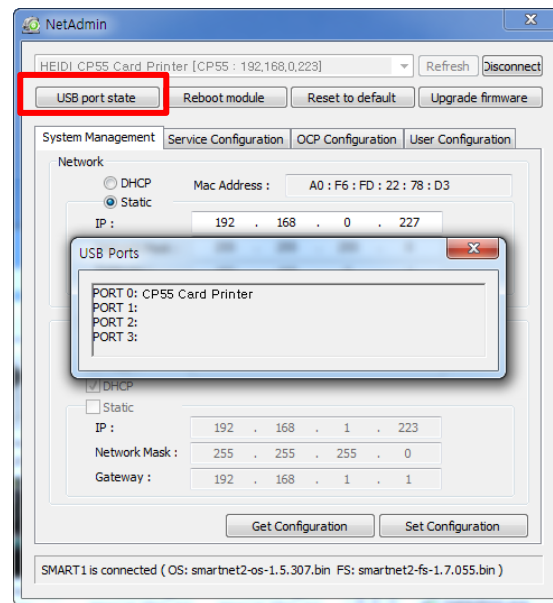 NetAdmin
HEIDI CP55 Card Printer [CP55 : 192,168,0,223] Refresh Disconnect
USB port state Reboot module Reset to default Upgrade firmware
System Management Service Configuration OCP Configuration User Configuration
Network
DHCP Mac Address : A0 : F6 : FD : 22 : 78 : D3
Static
IP : 192 . 168 . 0 . 227
USB Ports
PORT 0: CP55 Card Printer
PORT 1:
PORT 2:
PORT 3:
DHCP
Static
IP : 192 . 168 . 1 . 223
Network Mask : 255 . 255 . 255 . 0
Gateway : 192 . 168 . 1 . 1
Get Configuration Set Configuration
SMART1 is connected ( OS: smartnet2-os-1.5.307.bin FS: smartnet2-fs-1.7.055.bin )